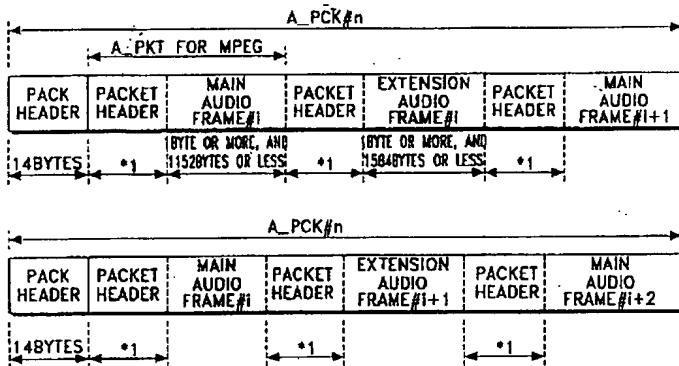 A_PCK#n
A_PKT FOR MPEG
PACK HEADER PACKET HEADER MAIN AUDIO FRAME#i PACKET HEADER EXTENSION AUDIO FRAME#i PACKET HEADER MAIN AUDIO FRAME#i+1
14BYTES *1 1BYTE OR MORE, AND 1152BYTES OR LESS *1 1BYTE OR MORE, AND 1584BYTES OR LESS *1
A_PCK#n
PACK HEADER PACKET HEADER MAIN AUDIO FRAME#i PACKET HEADER EXTENSION AUDIO FRAME#i+1 PACKET HEADER MAIN AUDIO FRAME#i+2
14BYTES *1 *1 *1